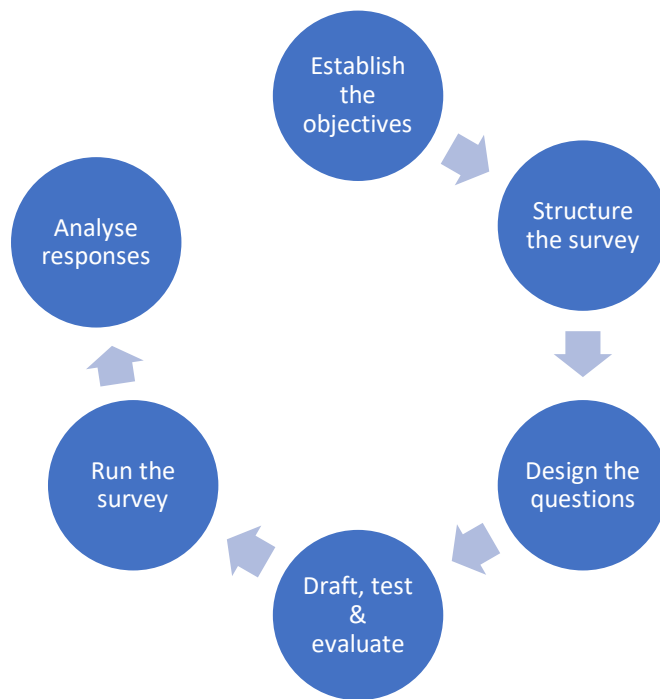 Establish
the
objectives
Structure
the survey
Design the
questions
Draft, test
&
evaluate
Run the
survey
Analyse
responses